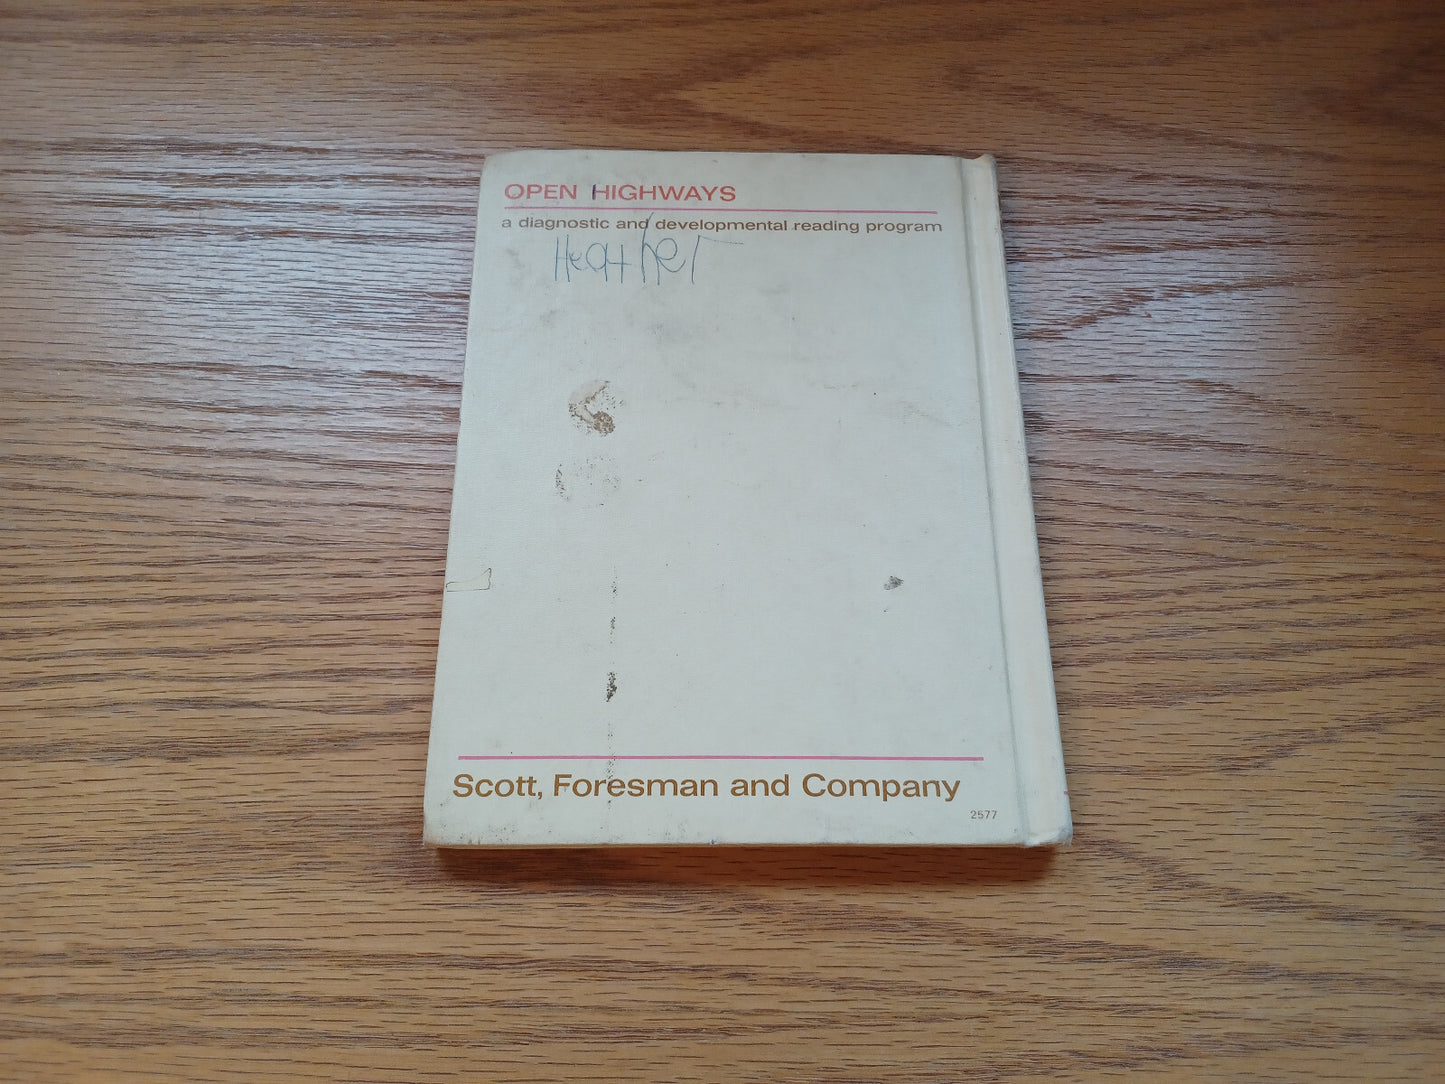 OPEN HIGHWAYS
a diagnostic and developmental reading program
Heather
Scott, Foresman and Company
2577